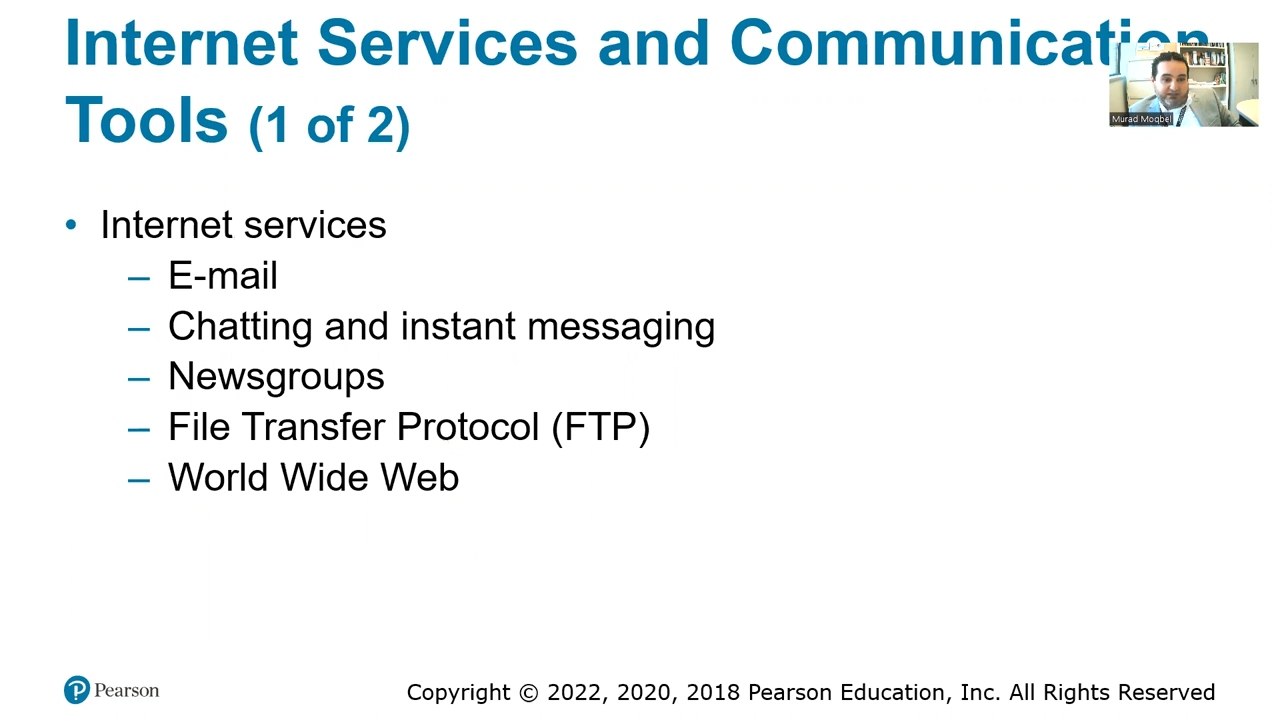 Internet Services and Communication
Tools (1 of 2)
Murad Moqbel
• Internet services
– E-mail
– Chatting and instant messaging
– Newsgroups
– File Transfer Protocol (FTP)
– World Wide Web
Pearson
Copyright © 2022, 2020, 2018 Pearson Education, Inc. All Rights Reserved